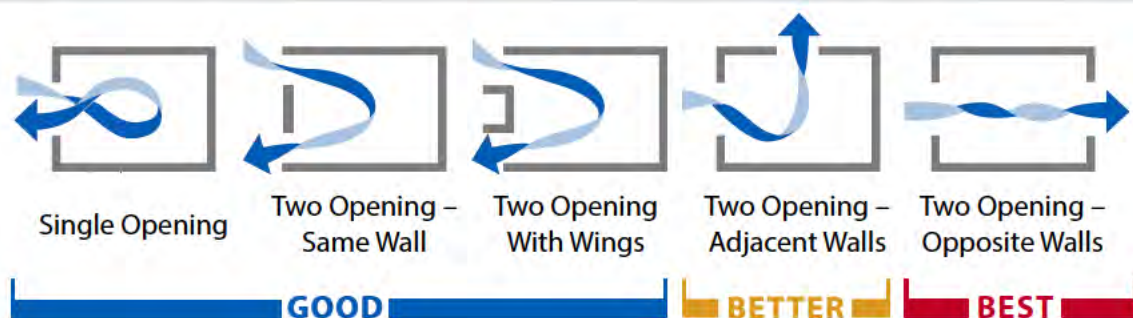 Single Opening
Two Opening –
Same Wall
Two Opening
With Wings
Two Opening –
Adjacent Walls
Two Opening –
Opposite Walls
GOOD
BETTER
BEST